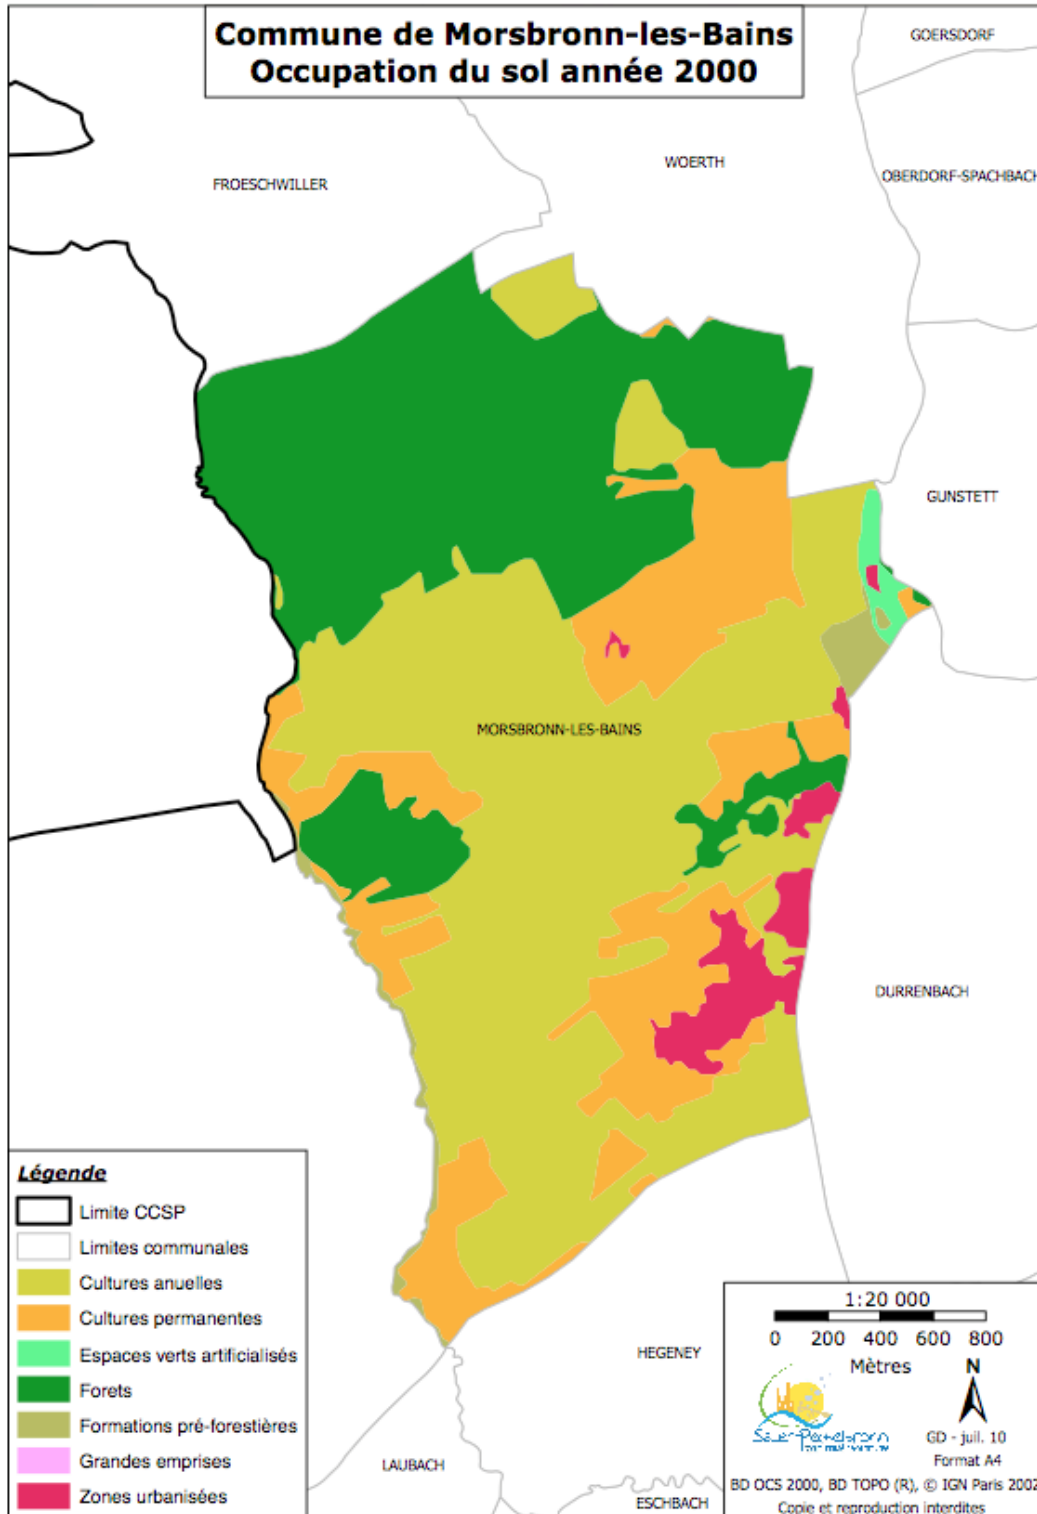 Commune de Morsbronn-les-Bains
Occupation du sol année 2000
GOERSDORF
WOERTH
FROESCHWILLER
OBERDORF-SPACHBACH
GUNSTETT
MORSBRONN-LES-BAINS
DURRENBACH
HEGENEY
LAUBACH
ESCHBACH
Légende
Limite CCSP
Limites communales
Cultures anuelles
Cultures permanentes
Espaces verts artificialisés
Forets
Formations pré-forestières
Grandes emprises
Zones urbanisées
1:20 000
0 200 400 600 800
Mètres
N
Sauer-Pechelbronn
GD - juil. 10
Format A4
BD OCS 2000, BD TOPO (R), © IGN Paris 2002
Copie et reproduction interdites